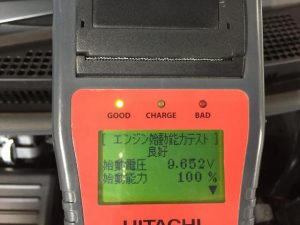 GOOD CHARGE BAD
[ エンジン始動能力テスト ]
良好
始動電圧 9.652V
始動能力 100 %
▼
HITACHI